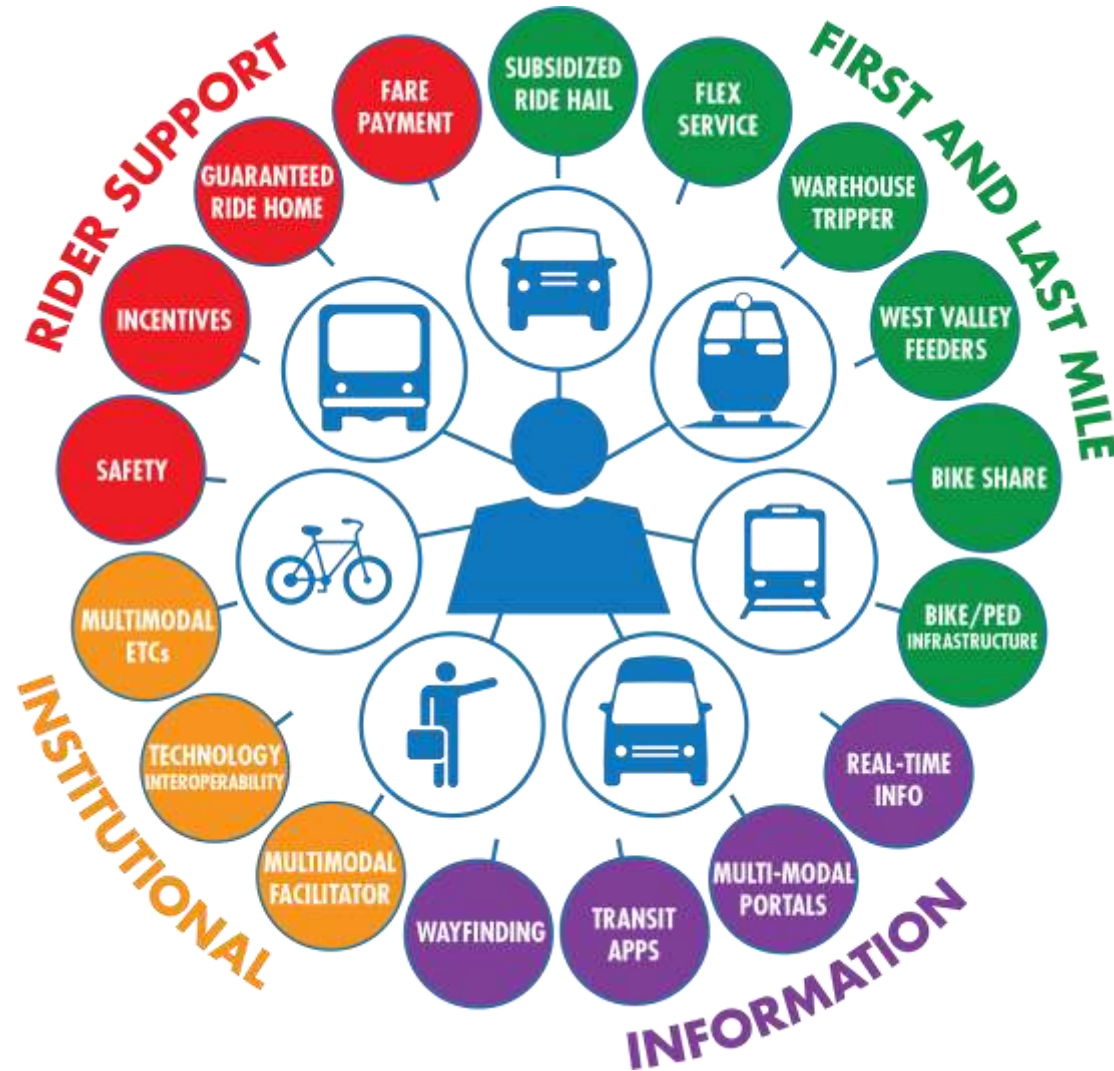 RIDER SUPPORT
FARE
PAYMENT
GUARANTEED
RIDE HOME
INCENTIVES
SAFETY
FIRST AND LAST MILE
SUBSIDIZED
RIDE HAIL
FLEX
SERVICE
WAREHOUSE
TRIPPER
WEST VALLEY
FEEDERS
BIKE SHARE
BIKE/PED
INFRASTRUCTURE
INFORMATION
REAL-TIME
INFO
MULTI-MODAL
PORTALS
TRANSIT
APPS
WAYFINDING
INSTITUTIONAL
MULTIMODAL
FACILITATOR
TECHNOLOGY
INTEROPERABILITY
MULTIMODAL
ETCs